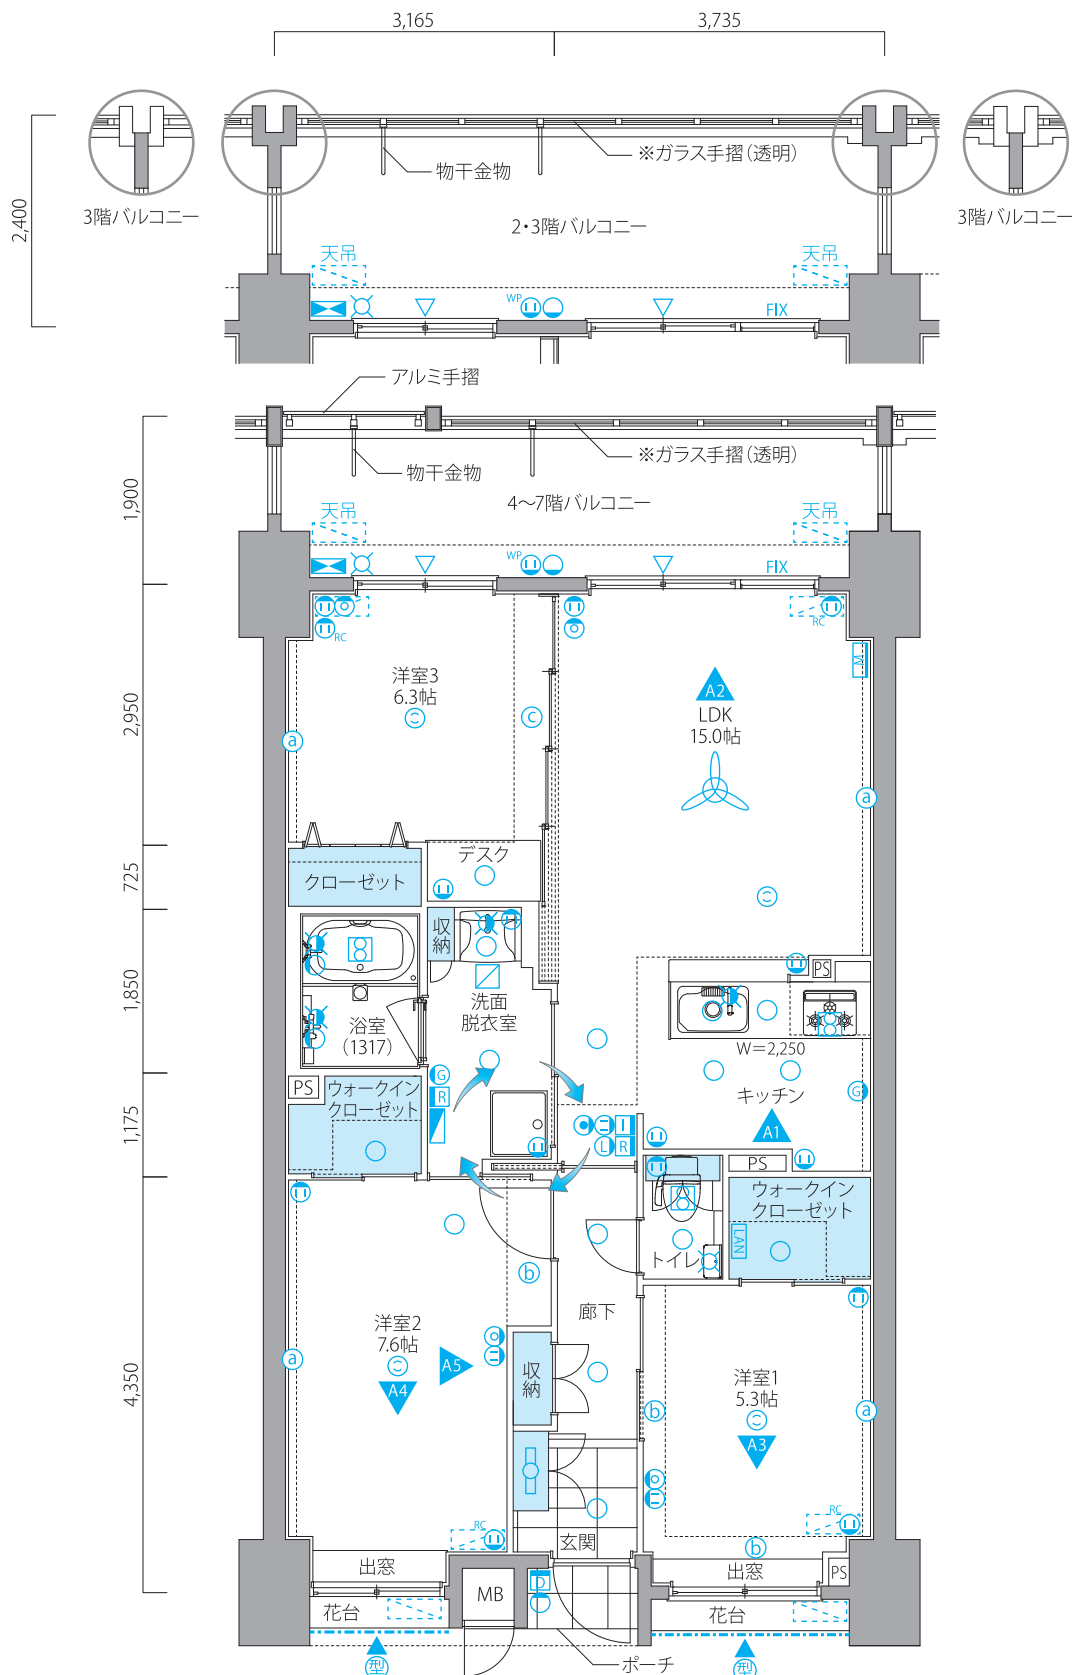 3,165
3,735
※ガラス手摺(透明)
物干金物
3階バルコニー
3階バルコニー
2,400
2・3階バルコニー
天吊
天吊
WP
FIX
アルミ手摺
※ガラス手摺(透明)
物干金物
1,900
4〜7階バルコニー
天吊
天吊
WP
FIX
RC
RC
M
洋室3
6.3帖
A2
LDK
15.0帖
2,950
c
a
a
725
デスク
クローゼット
収納
PS
1,850
洗面
脱衣室
浴室
(1317)
W=2,250
キッチン
PS
ウォークイン
クローゼット
G
R
G
1,175
A1
L
R
PS
ウォークイン
クローゼット
LAN
トイレ
b
廊下
4,350
洋室2
7.6帖
a
A5
A4
収納
洋室1
5.3帖
b
a
A3
RC
RC
玄関
b
出窓
出窓
PS
MB
D
花台
花台
型
型
ポーチ